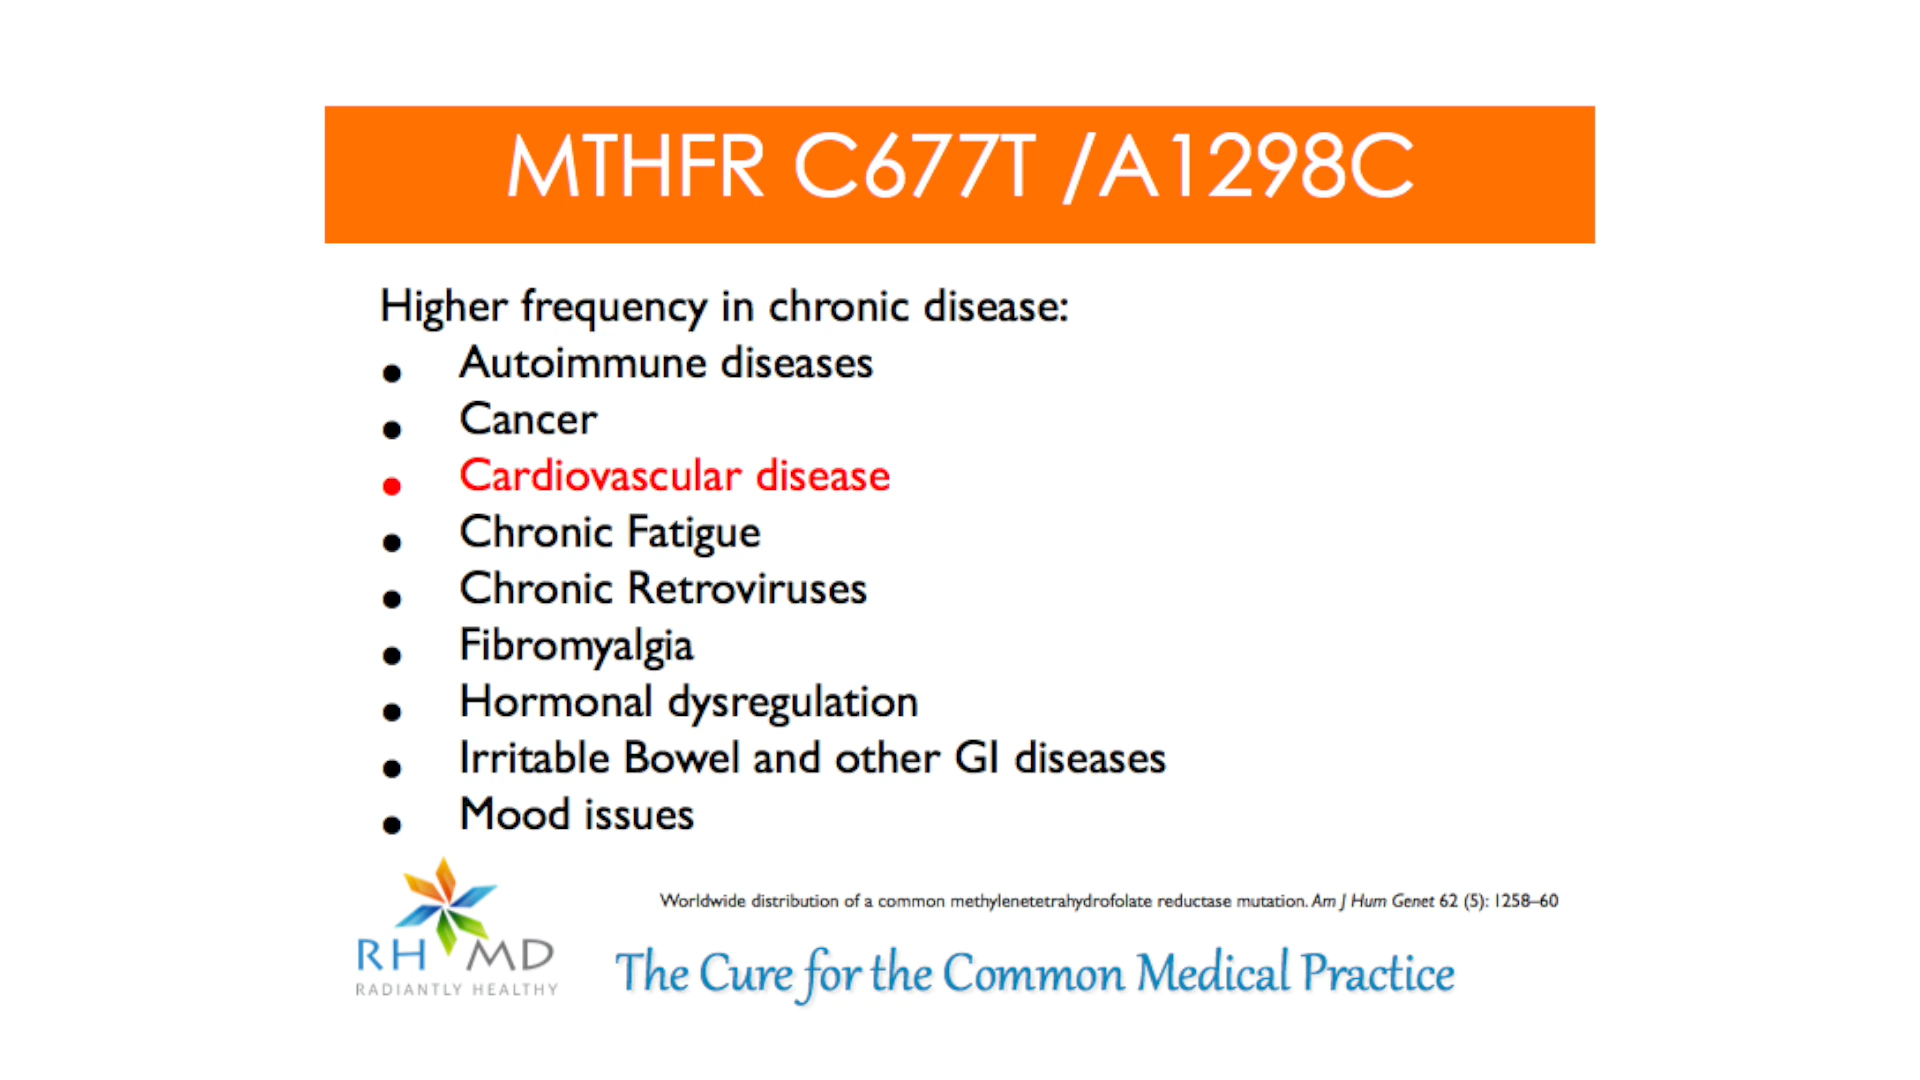 MTHFR C677T /A1298C
Higher frequency in chronic disease:
• Autoimmune diseases
• Cancer
• Cardiovascular disease
• Chronic Fatigue
• Chronic Retroviruses
• Fibromyalgia
• Hormonal dysregulation
• Irritable Bowel and other GI diseases
• Mood issues
Worldwide distribution of a common methylenetetrahydrofolate reductase mutation. Am J Hum Genet 62 (5): 1258–60
RH MD
RADIANTLY HEALTHY
The Cure for the Common Medical Practice